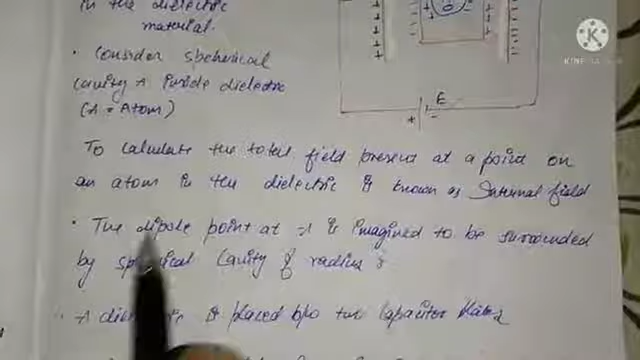 in the dielectric
material.
• Consider spherical
cavity A inside dielectric
(A = Atom)
E
+ -
To calculate the total field present at a point on
an atom in the dielectric is known as Internal field
• The dipole point at A is imagined to be surrounded
by spherical cavity of radius r
A is placed b/w two Capacitor Plates
KINEMASTER